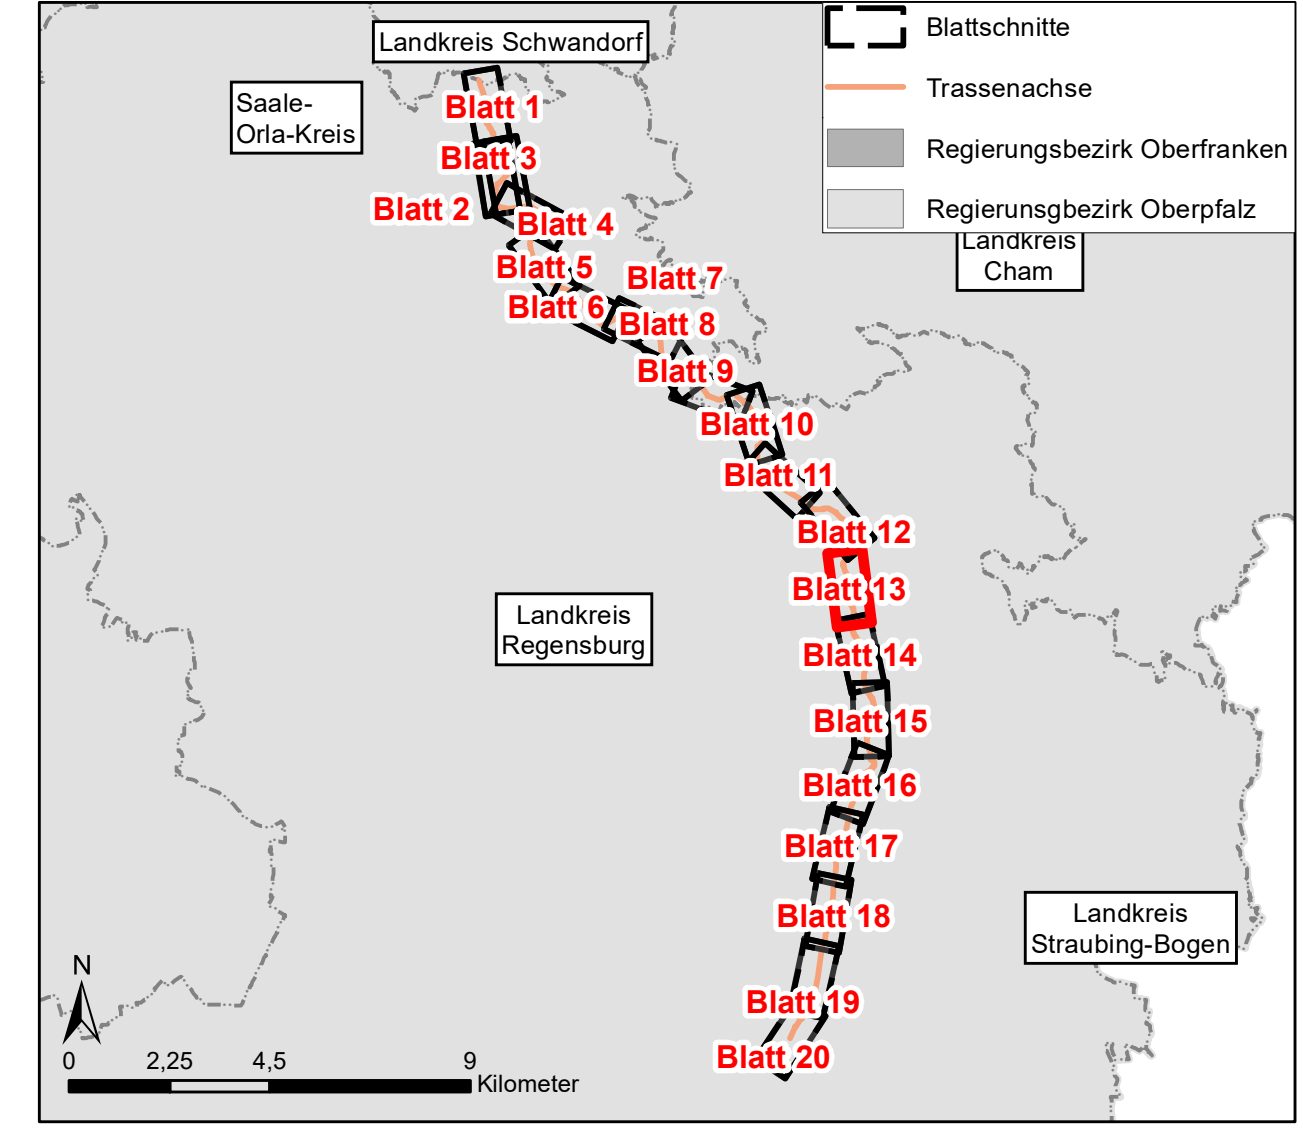 Landkreis Schwandorf
Saale-
Orla-Kreis
Blattschnitte
Trassenachse
Regierungsbezirk Oberfranken
Regierunsgbezirk Oberpfalz
Landkreis
Cham
Blatt 1
Blatt 3
Blatt 2
Blatt 4
Blatt 5
Blatt 7
Blatt 6
Blatt 8
Blatt 9
Blatt 10
Blatt 11
Blatt 12
Blatt 13
Landkreis
Regensburg
Blatt 14
Blatt 15
Blatt 16
Blatt 17
Blatt 18
Landkreis
Straubing-Bogen
Blatt 19
Blatt 20
N
0 2,25 4,5 9
Kilometer